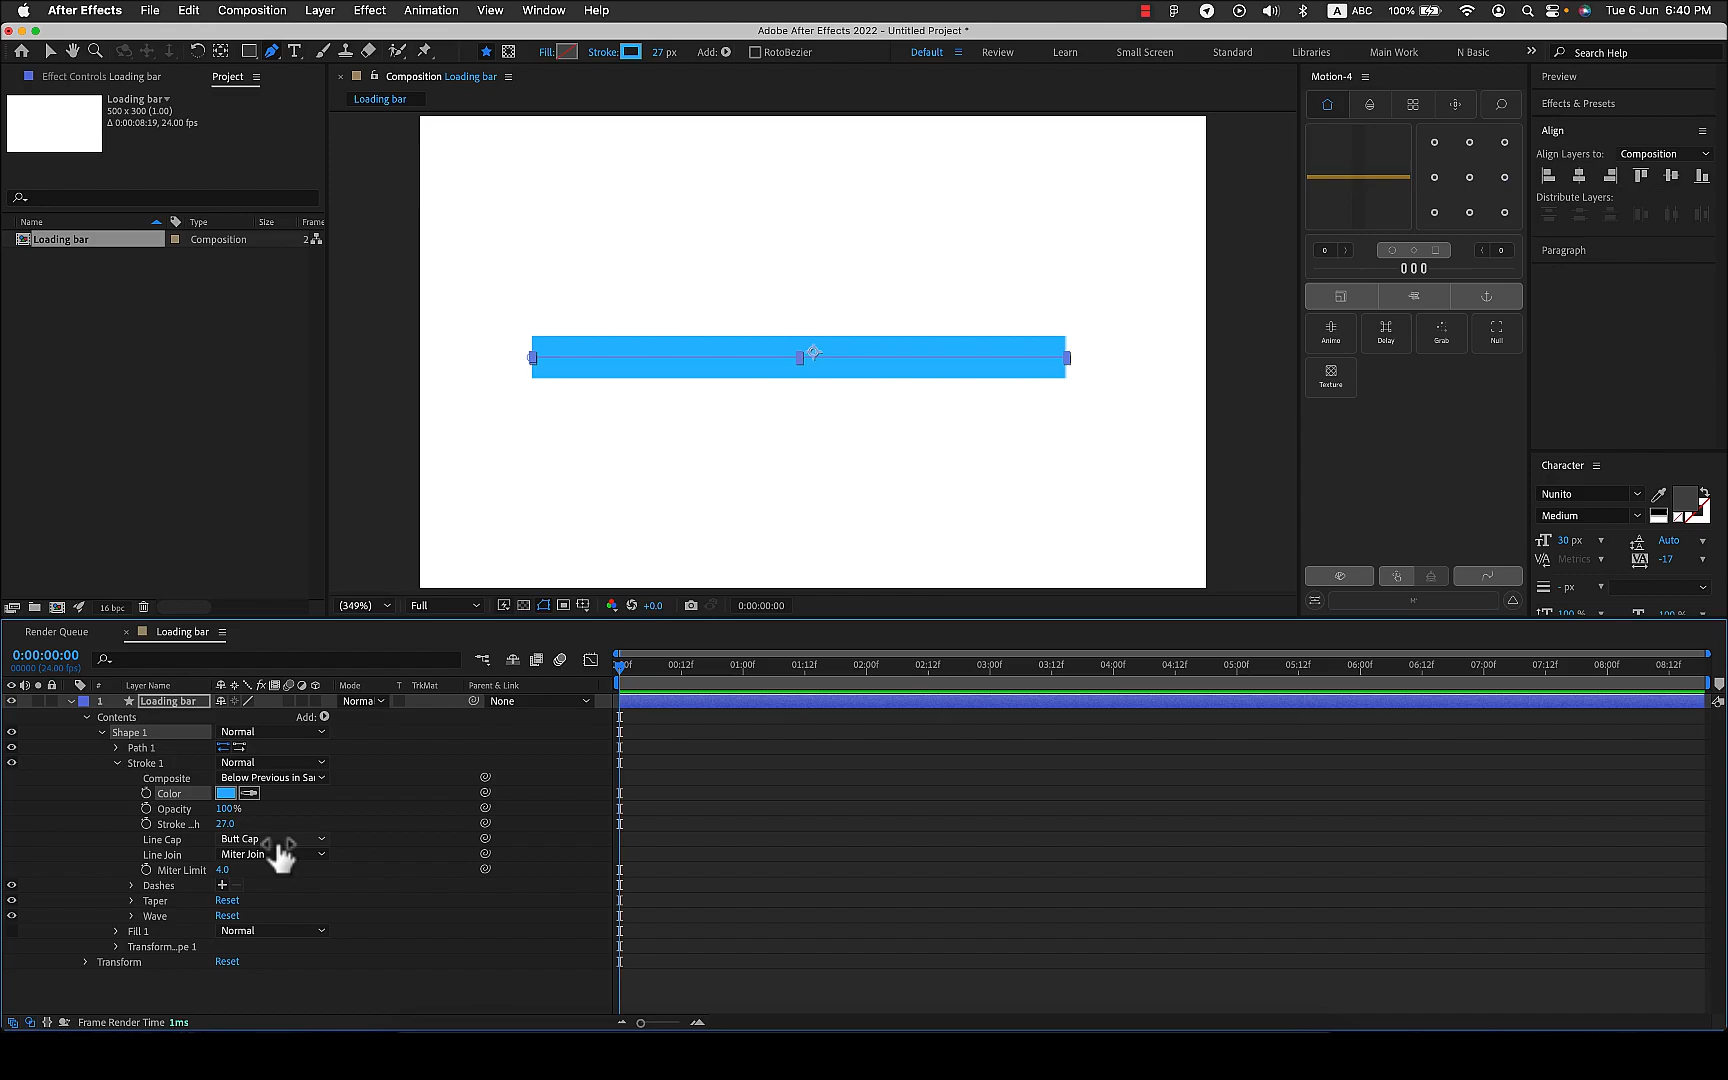 After Effects File Edit Composition Layer Effect Animation View Window Help
A ABC 100% Tue 6 Jun 6:40 PM
Adobe After Effects 2022 - Untitled Project *
Fill: Stroke: 27 px Add: RotoBezier
Default Review Learn Small Screen Standard Libraries Main Work N Basic
Search Help
Effect Controls Loading bar Project
Composition Loading bar
Loading bar
Loading bar
500 x 300 (1.00)
Δ 0:00:08:19, 24.00 fps
Name Type Size Frame
Loading bar Composition 2
16 bpc
(349%) Full +0.0 0:00:00:00
Motion-4
0 0
000
Animo Delay Grab Null
Texture
Preview
Effects & Presets
Align
Align Layers to: Composition
Distribute Layers:
Paragraph
Character
Nunito
Medium
30 px Auto
Metrics -17
- px
100 % 100 %
Render Queue Loading bar
0:00:00:00
00000 (24.00 fps)
# Layer Name fx Mode T TrkMat Parent & Link
:00f 00:12f 01:00f 01:12f 02:00f 02:12f 03:00f 03:12f 04:00f 04:12f 05:00f 05:12f 06:00f 06:12f 07:00f 07:12f 08:00f 08:12f
1 Loading bar Norma None
Contents Add:
Shape 1 Normal
Path 1
Stroke 1 Normal
Composite Below Previous in Sa
Color
Opacity 100%
Stroke ...h 27.0
Line Cap Butt Cap
Line Join Miter Join
Miter Limit 4.0
Dashes + -
Taper Reset
Wave Reset
Fill 1 Normal
Transform...pe 1
Transform Reset
Frame Render Time 1ms